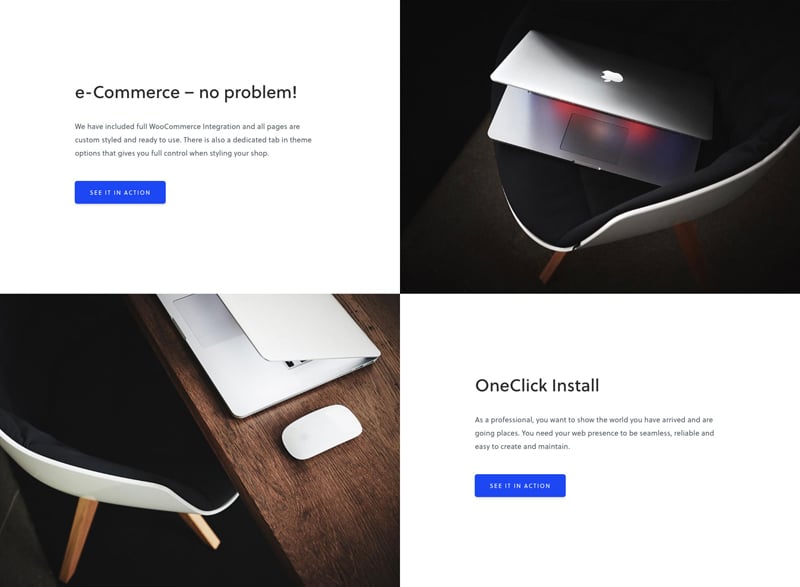 e-Commerce – no problem!
We have included full WooCommerce Integration and all pages are
custom styled and ready to use. There is also a dedicated tab in theme
options that gives you full control when styling your shop.
SEE IT IN ACTION
OneClick Install
As a professional, you want to show the world you have arrived and are
going places. You need your web presence to be seamless, reliable and
easy to create and maintain.
SEE IT IN ACTION